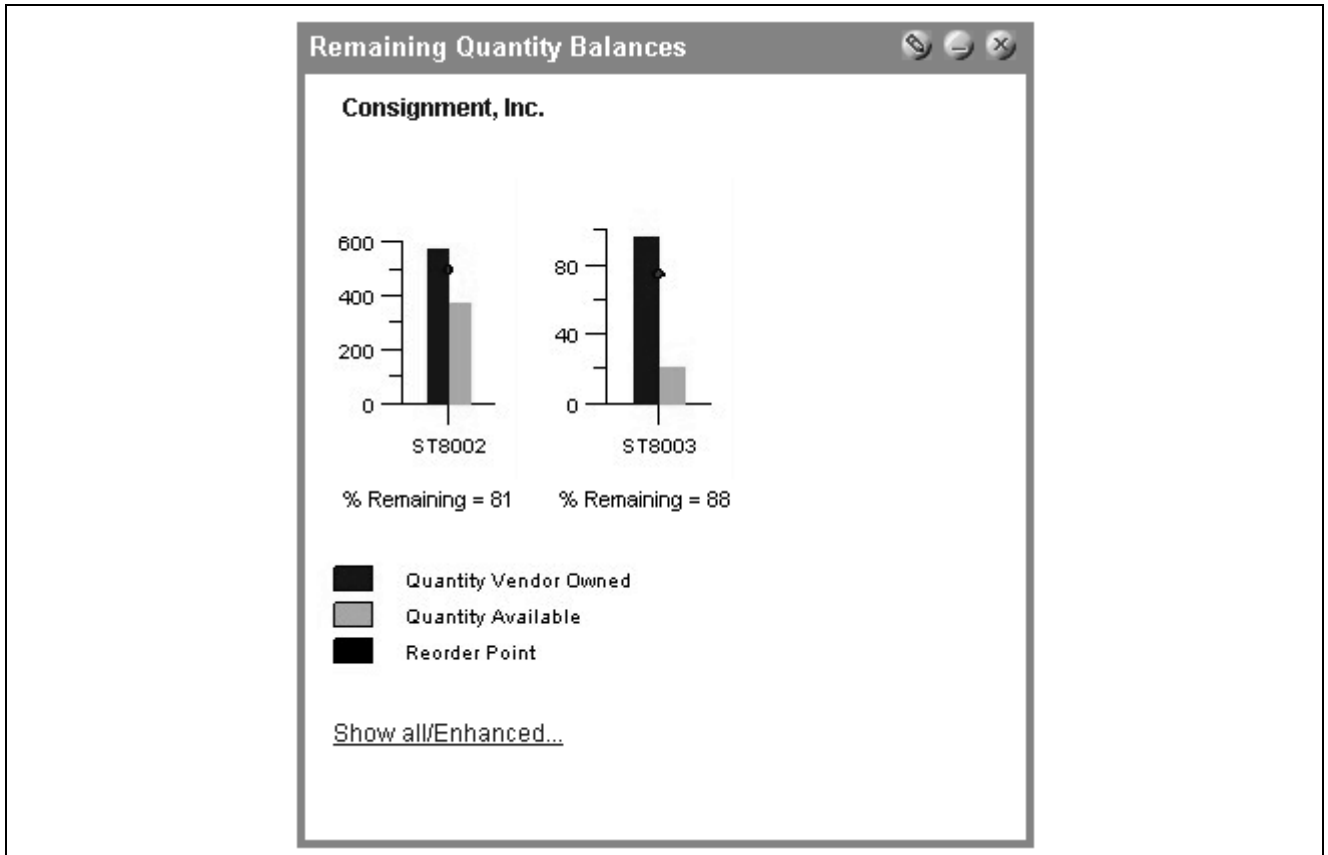 Remaining Quantity Balances
Consignment, Inc.
600
400
200
0
ST8002
80
40
0
ST8003
% Remaining = 81
% Remaining = 88
Quantity Vendor Owned
Quantity Available
Reorder Point
Show all/Enhanced...